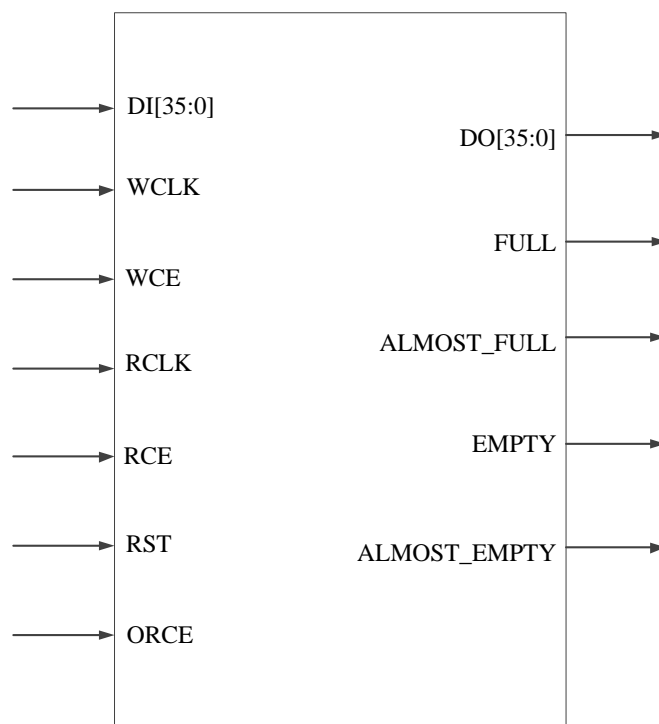 DI[35:0]
WCLK
WCE
RCLK
RCE
RST
ORCE
DO[35:0]
FULL
ALMOST_FULL
EMPTY
ALMOST_EMPTY